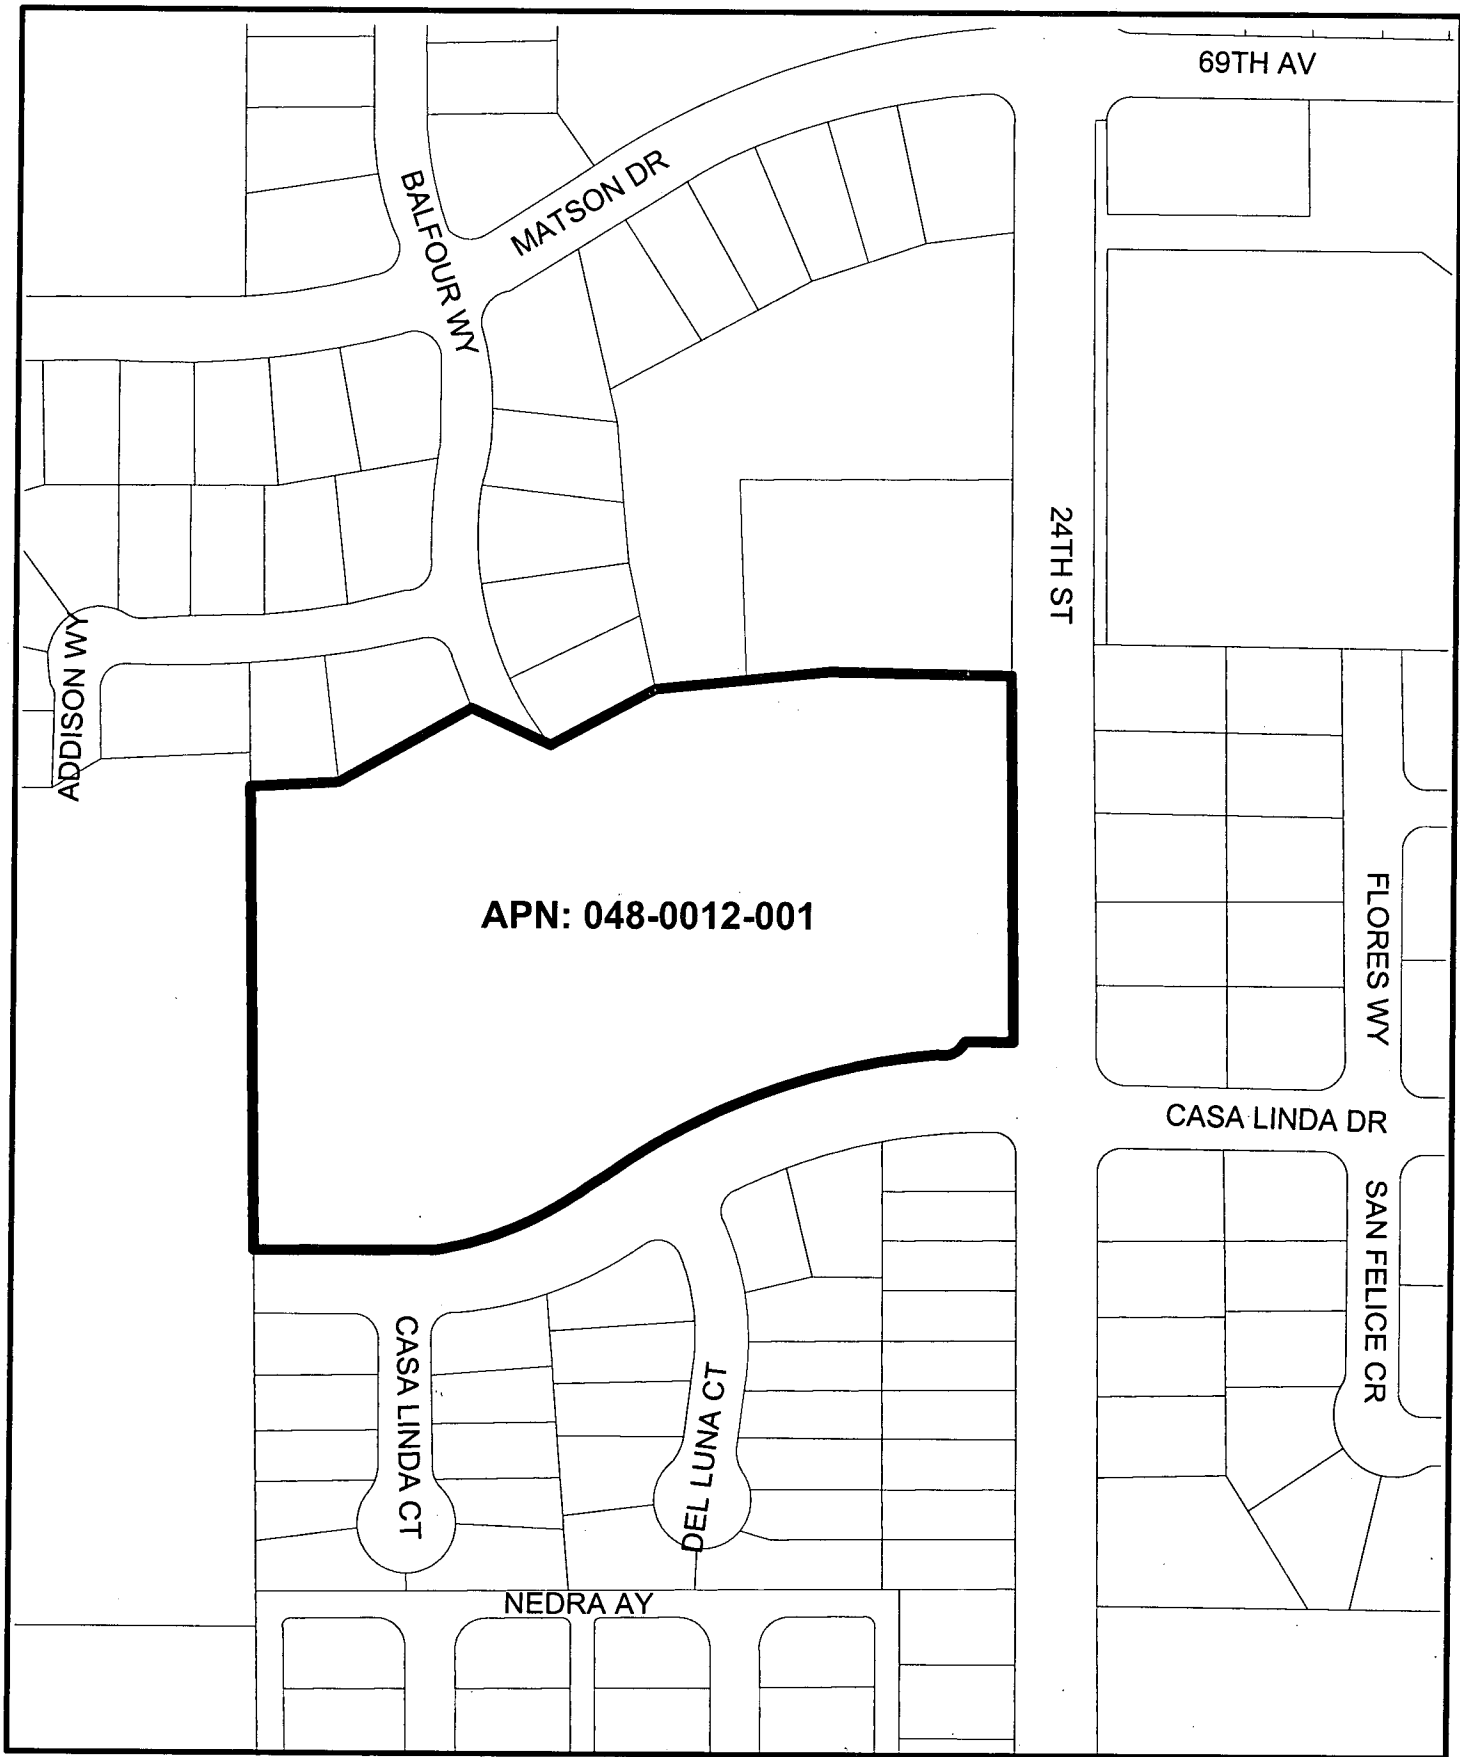 69TH AV
MATSON DR
BALFOUR WY
24TH ST
ADDISON WY
APN: 048-0012-001
FLORES WY
CASA LINDA DR
SAN FELICE CR
CASA LINDA CT
DEL LUNA CT
NEDRA AY